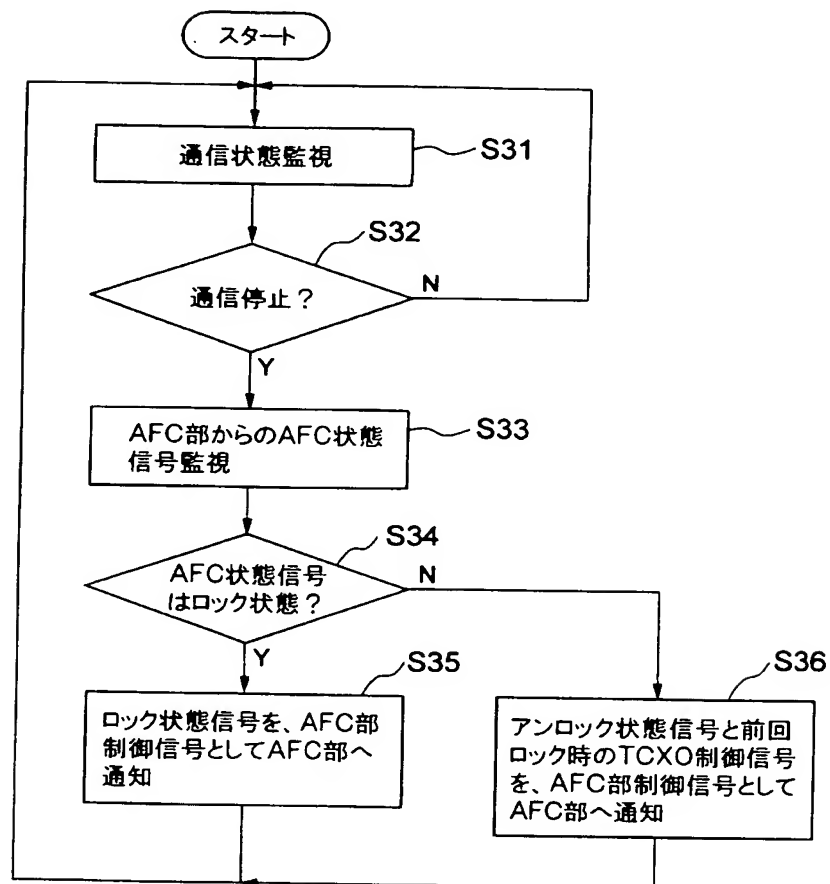 スタート
通信状態監視
S31
S32
通信停止?
N
Y
AFC部からのAFC状態
信号監視
S33
S34
AFC状態信号
はロック状態?
N
Y
S35
ロック状態信号を、AFC部
制御信号としてAFC部へ
通知
S36
アンロック状態信号と前回
ロック時のTCXO制御信号
を、AFC部制御信号として
AFC部へ通知